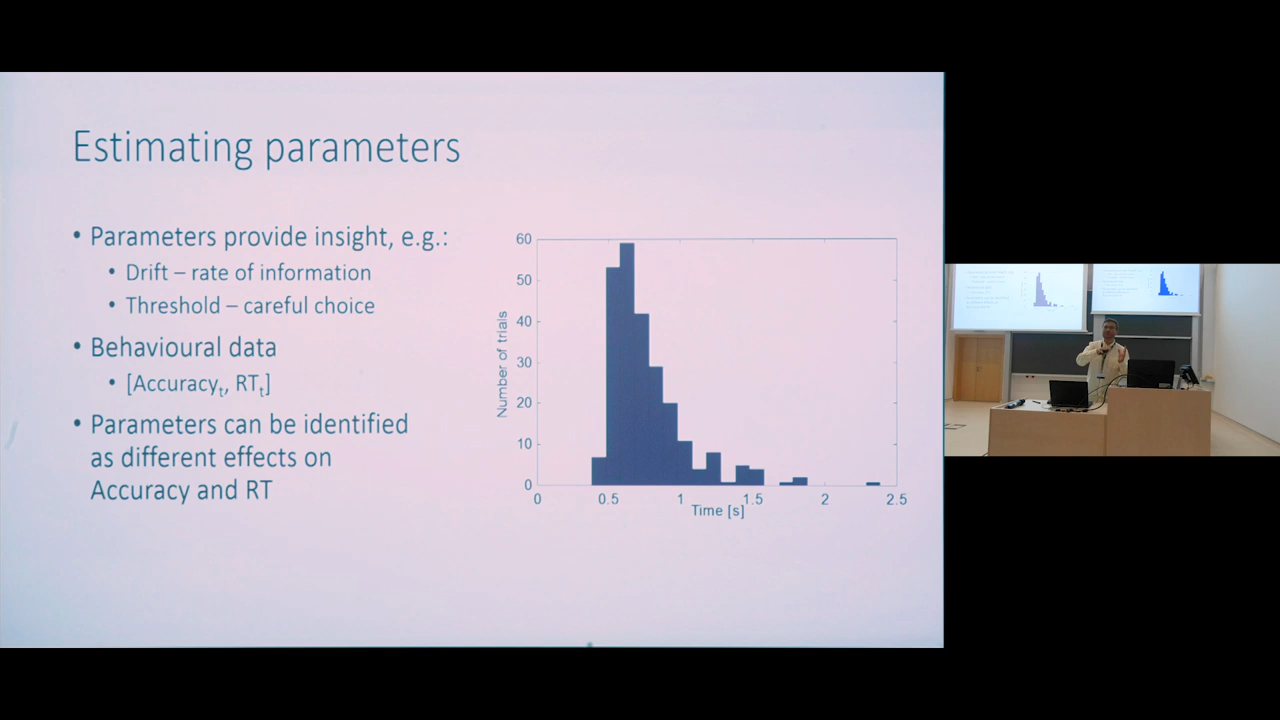 Estimating parameters
• Parameters provide insight, e.g.:
• Drift – rate of information
• Threshold – careful choice
• Behavioural data
• [Accuracyₜ, RTₜ]
• Parameters can be identified
as different effects on
Accuracy and RT
60
50
40
30
20
10
0
Number of trials
0 0.5 1 1.5 2 2.5
Time [s]